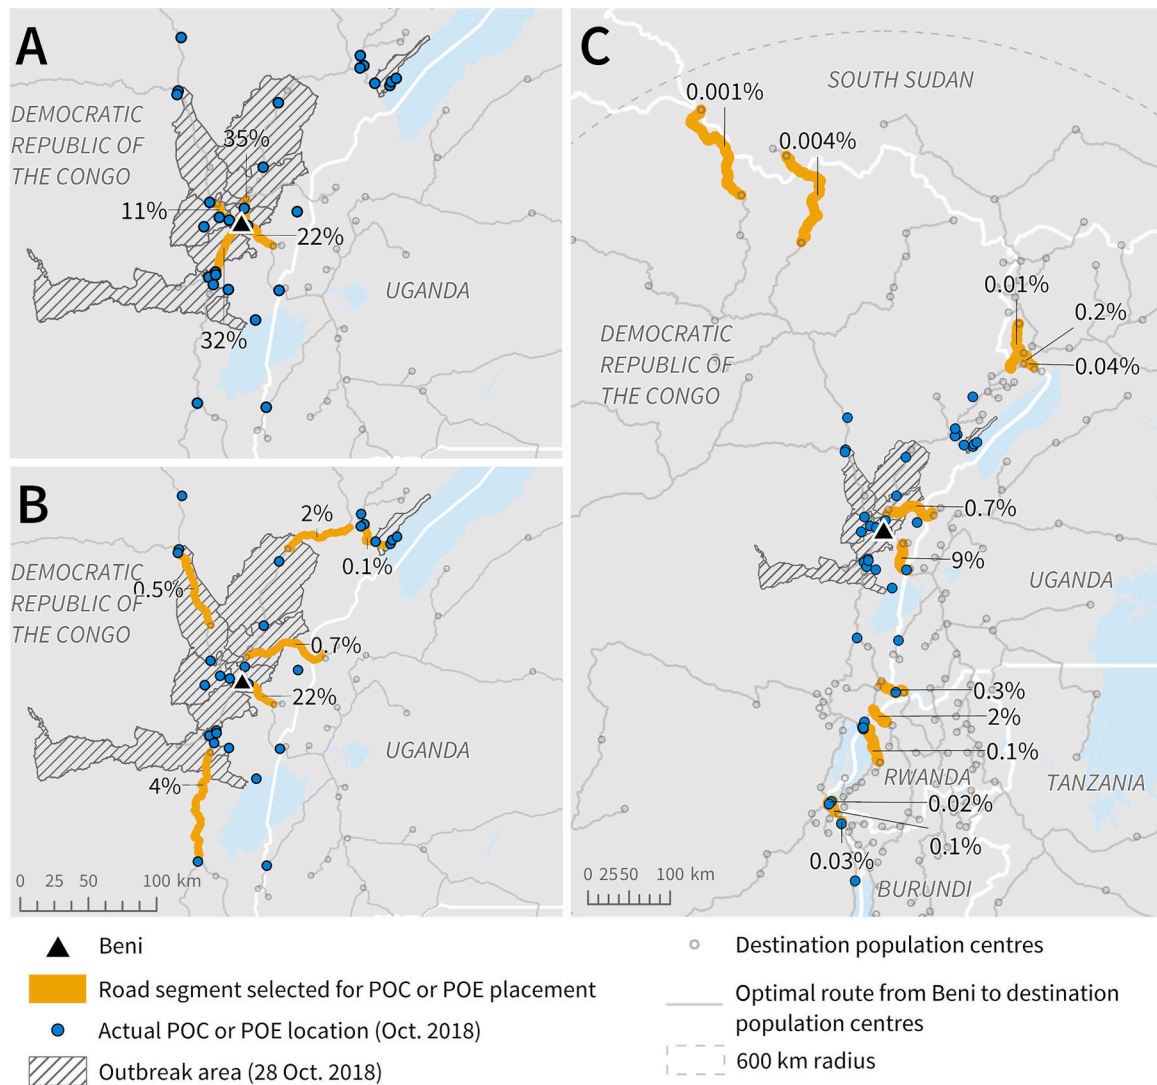 A
DEMOCRATIC
REPUBLIC OF
THE CONGO
35%
11%
22%
UGANDA
32%
B
2%
0.1%
DEMOCRATIC
0.5%
REPUBLIC OF
THE CONGO
0.7%
22%
UGANDA
4%
0 25 50 100 km
C
SOUTH SUDAN
0.001%
0.004%
0.01%
0.2%
0.04%
DEMOCRATIC
REPUBLIC OF
THE CONGO
0.7%
9%
UGANDA
0.3%
2%
0.1%
RWANDA
TANZANIA
0.02%
0.1%
0.03%
BURUNDI
0 2550 100 km
Beni
Road segment selected for POC or POE placement
Actual POC or POE location (Oct. 2018)
Outbreak area (28 Oct. 2018)
Destination population centres
Optimal route from Beni to destination
population centres
600 km radius